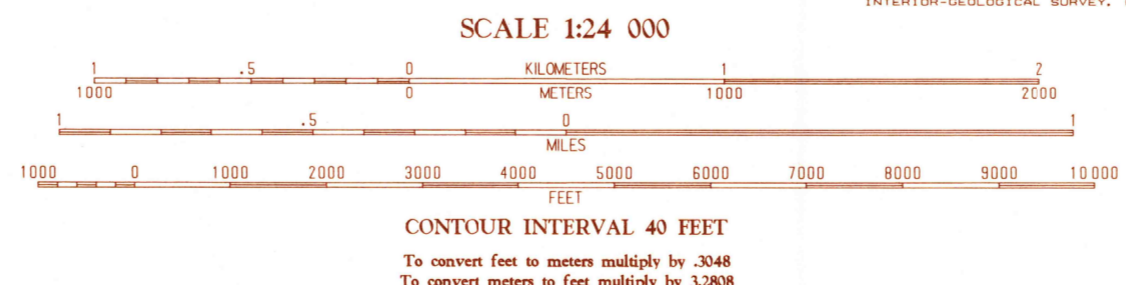 INTERIOR-GEOLOGICAL SURVEY,
SCALE 1:24 000
1 .5 0 KILOMETERS 1 2
1000 0 METERS 1000 2000
1 .5 0 1
MILES
1000 0 1000 2000 3000 4000 5000 6000 7000 8000 9000 10 000
FEET
CONTOUR INTERVAL 40 FEET
To convert feet to meters multiply by .3048
To convert meters to feet multiply by 3.2808